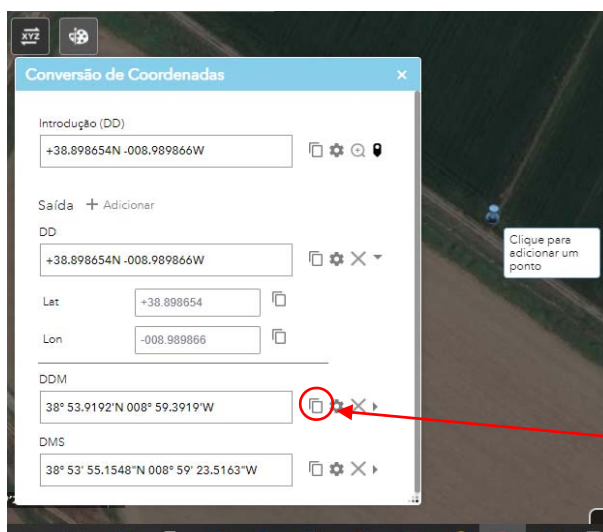 XYZ
Conversão de Coordenadas
Introdução (DD)
+38.898654N -008.989866W
Saída + Adicionar
DD
+38.898654N -008.989866W
Lat +38.898654
Lon -008.989866
DDM
38° 53.9192'N 008° 59.3919'W
DMS
38° 53' 55.1548"N 008° 59' 23.5163"W
Clique para
adicionar um
ponto